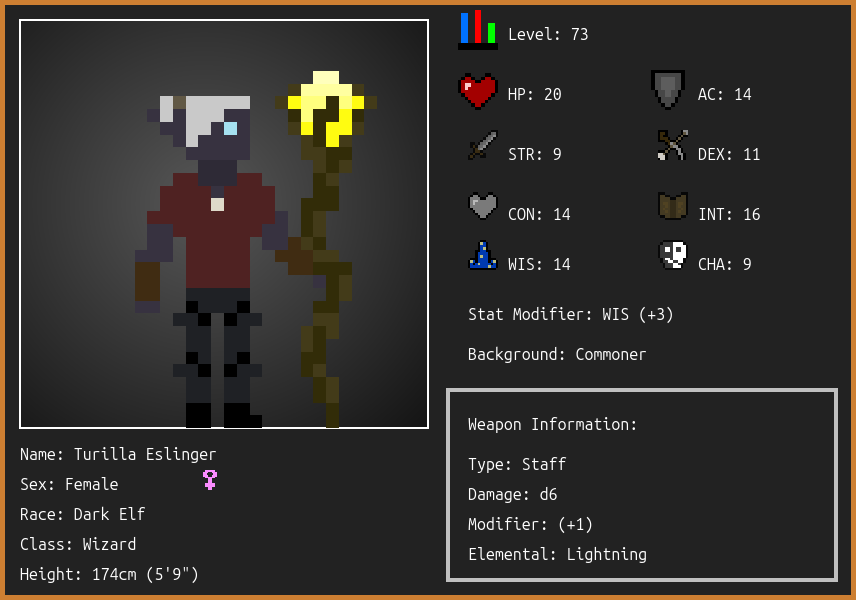 Level: 73
HP: 20
AC: 14
STR: 9
DEX: 11
CON: 14
INT: 16
WIS: 14
CHA: 9
Stat Modifier: WIS (+3)
Background: Commoner
Weapon Information:
Type: Staff
Damage: d6
Modifier: (+1)
Elemental: Lightning
Name: Turilla Eslinger
Sex: Female
Race: Dark Elf
Class: Wizard
Height: 174cm (5'9")